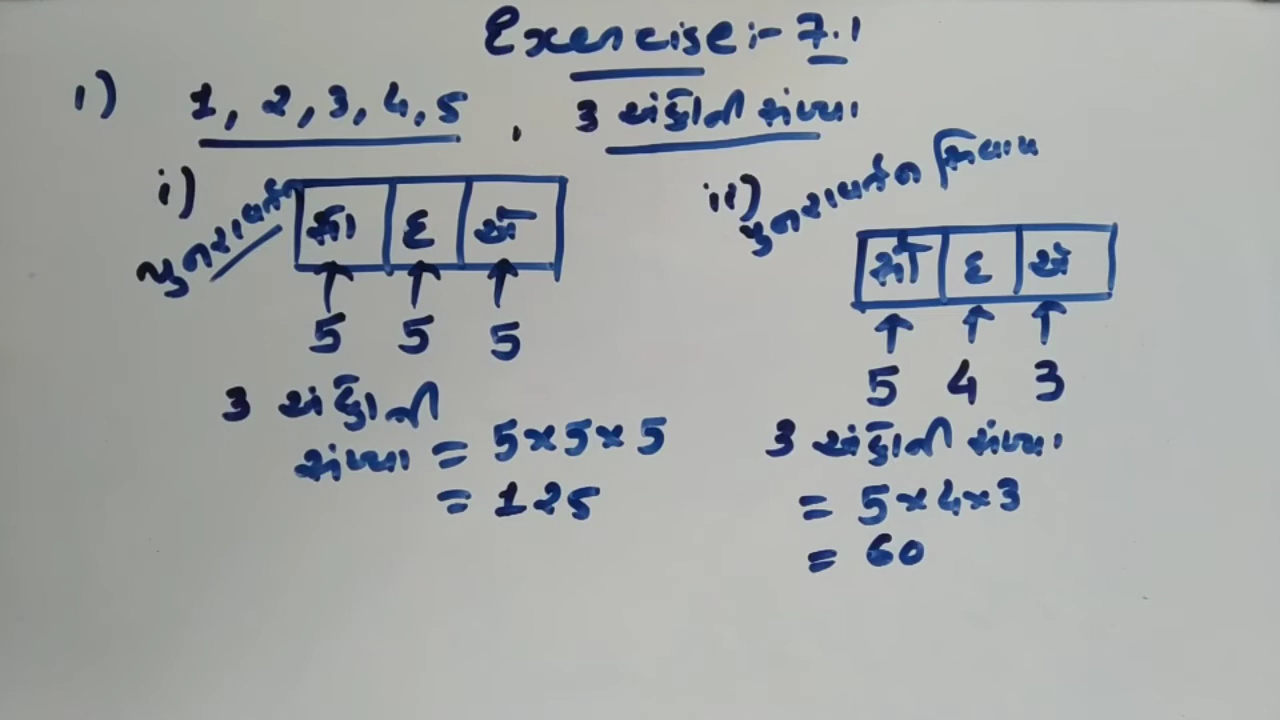 Exercise :- 7.1
1) 1, 2, 3, 4, 5 , 3 અંકોની સંખ્યા
i) પુનરાવર્તન
સો દ એ
5 5 5
3 અંકોની
સંખ્યા = 5×5×5
= 125
ii) પુનરાવર્તન સિવાય
સો દ એ
5 4 3
3 અંકોની સંખ્યા
= 5×4×3
= 60